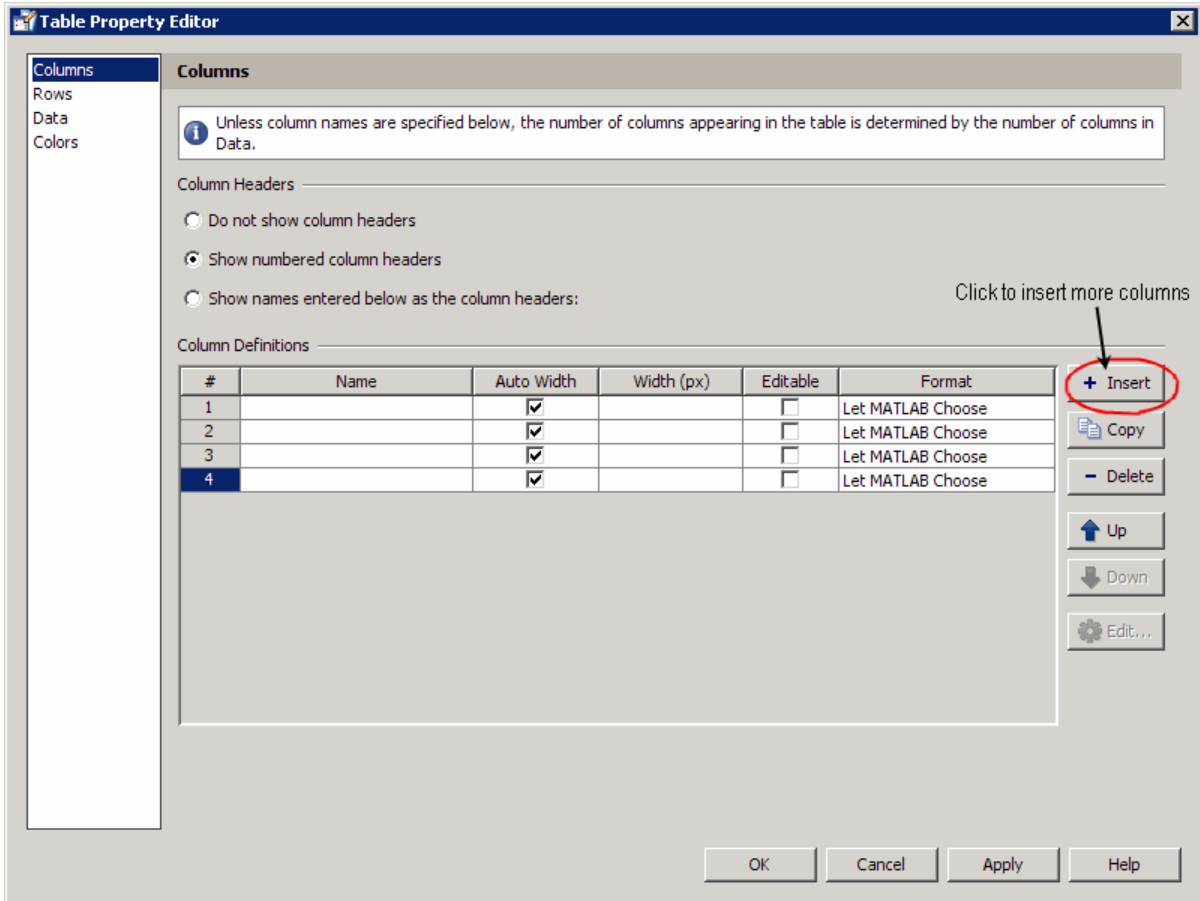 Table Property Editor
Columns
Rows
Data
Colors
Columns
Unless column names are specified below, the number of columns appearing in the table is determined by the number of columns in
Data.
Column Headers
Do not show column headers
Show numbered column headers
Show names entered below as the column headers:
Click to insert more columns
Column Definitions
# Name Auto Width Width (px) Editable Format
1 Let MATLAB Choose
2 Let MATLAB Choose
3 Let MATLAB Choose
4 Let MATLAB Choose
+ Insert
Copy
- Delete
Up
Down
Edit...
OK Cancel Apply Help